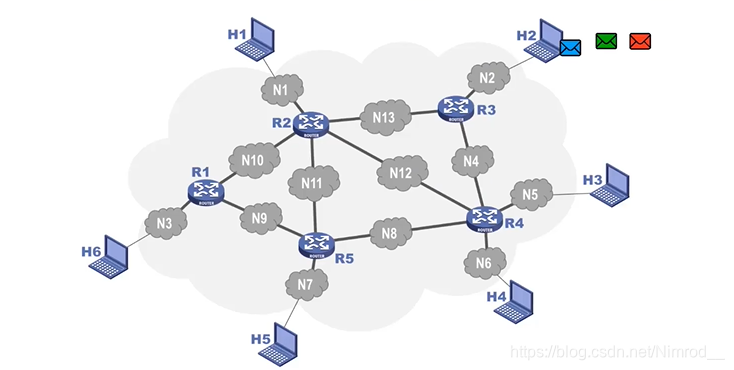 H1
H2
N1
N2
R2
N13
R3
ROUTER
ROUTER
N10
N4
R1
N12
N11
H3
N5
ROUTER
N3
N9
R4
N8
ROUTER
H6
R5
ROUTER
N6
N7
H4
H5
https://blog.csdn.net/Nimrod__